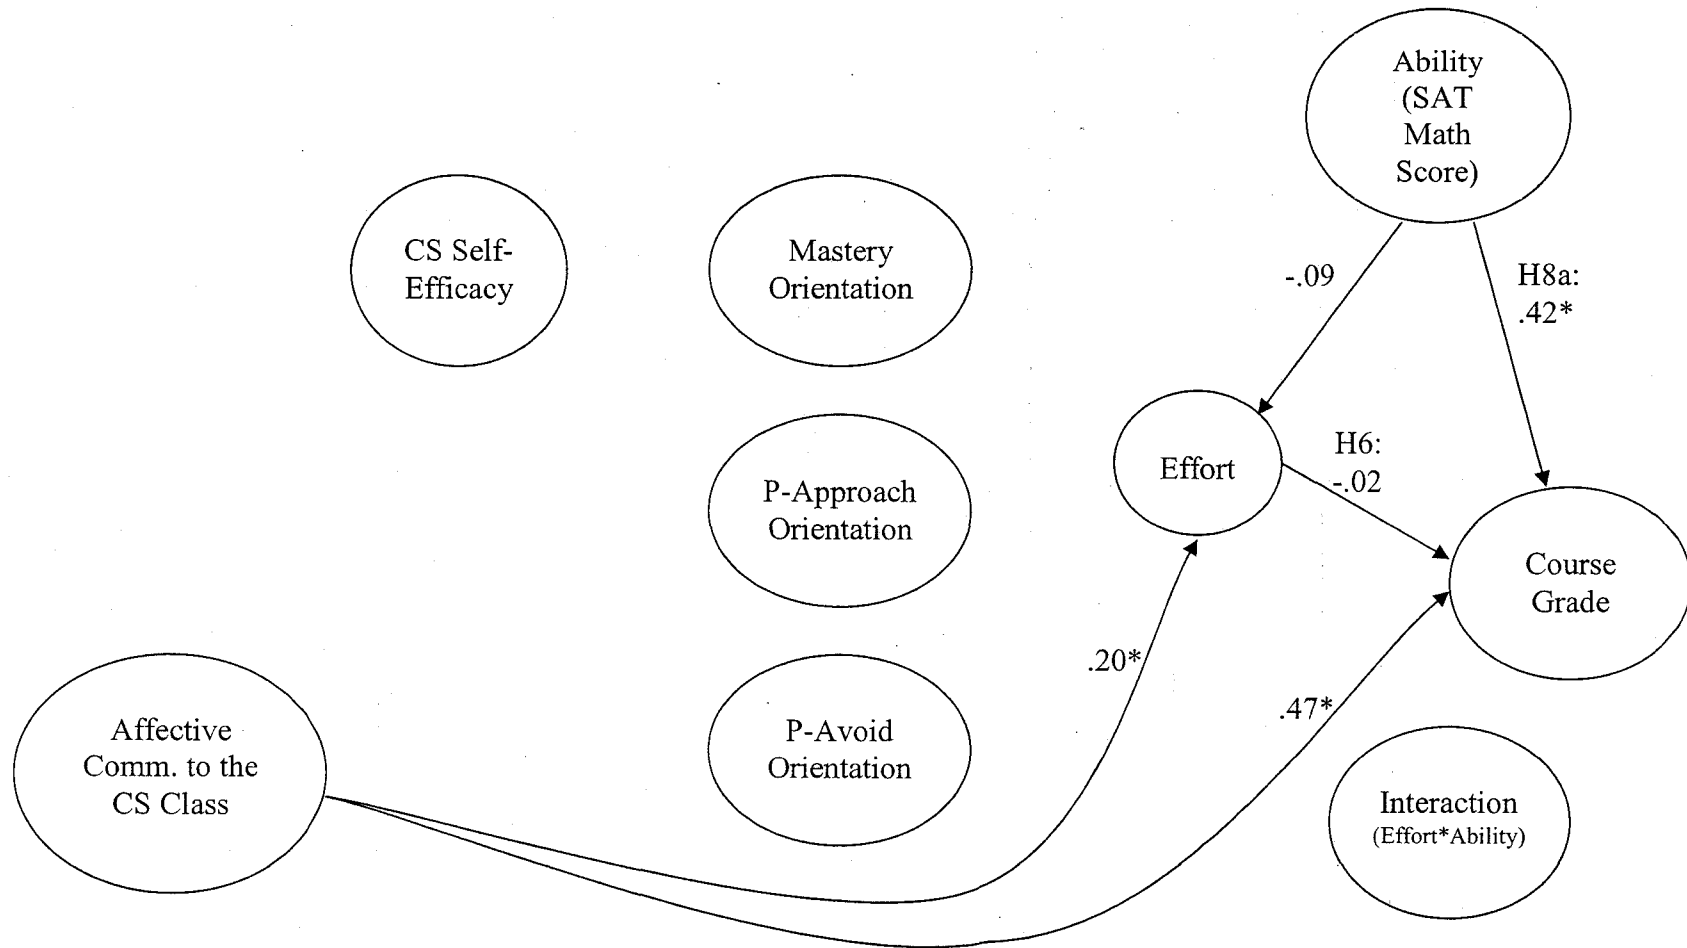 Ability
(SAT
Math
Score)
CS Self-
Efficacy
Mastery
Orientation
-.09
H8a:
.42*
Effort
H6:
-.02
P-Approach
Orientation
Course
Grade
.20*
.47*
Affective
Comm. to the
CS Class
P-Avoid
Orientation
Interaction
(Effort*Ability)